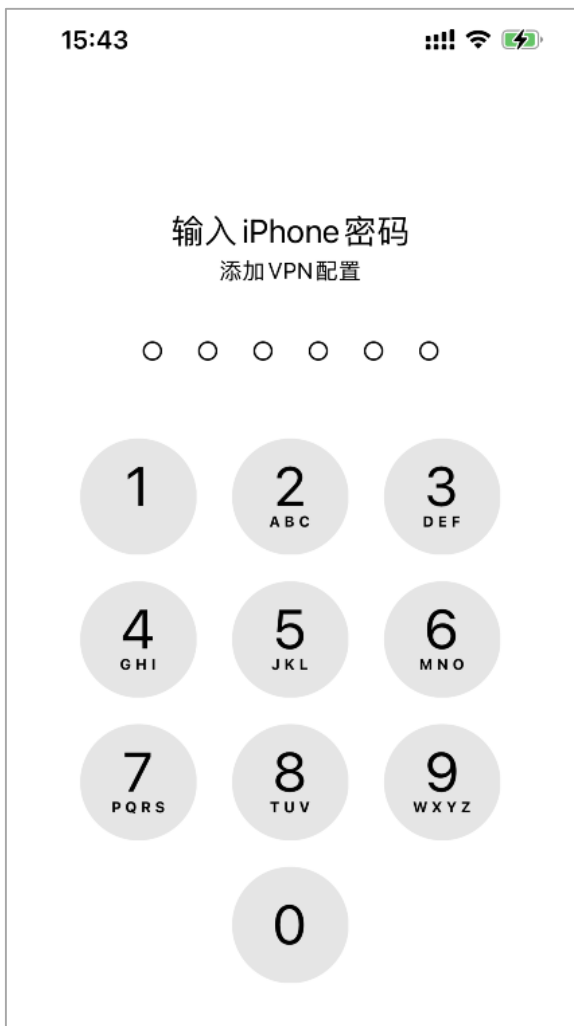 15:43
输入 iPhone 密码
添加 VPN 配置
1 2 3
ABC DEF
4 5 6
GHI JKL MNO
7 8 9
PQRS TUV WXYZ
0